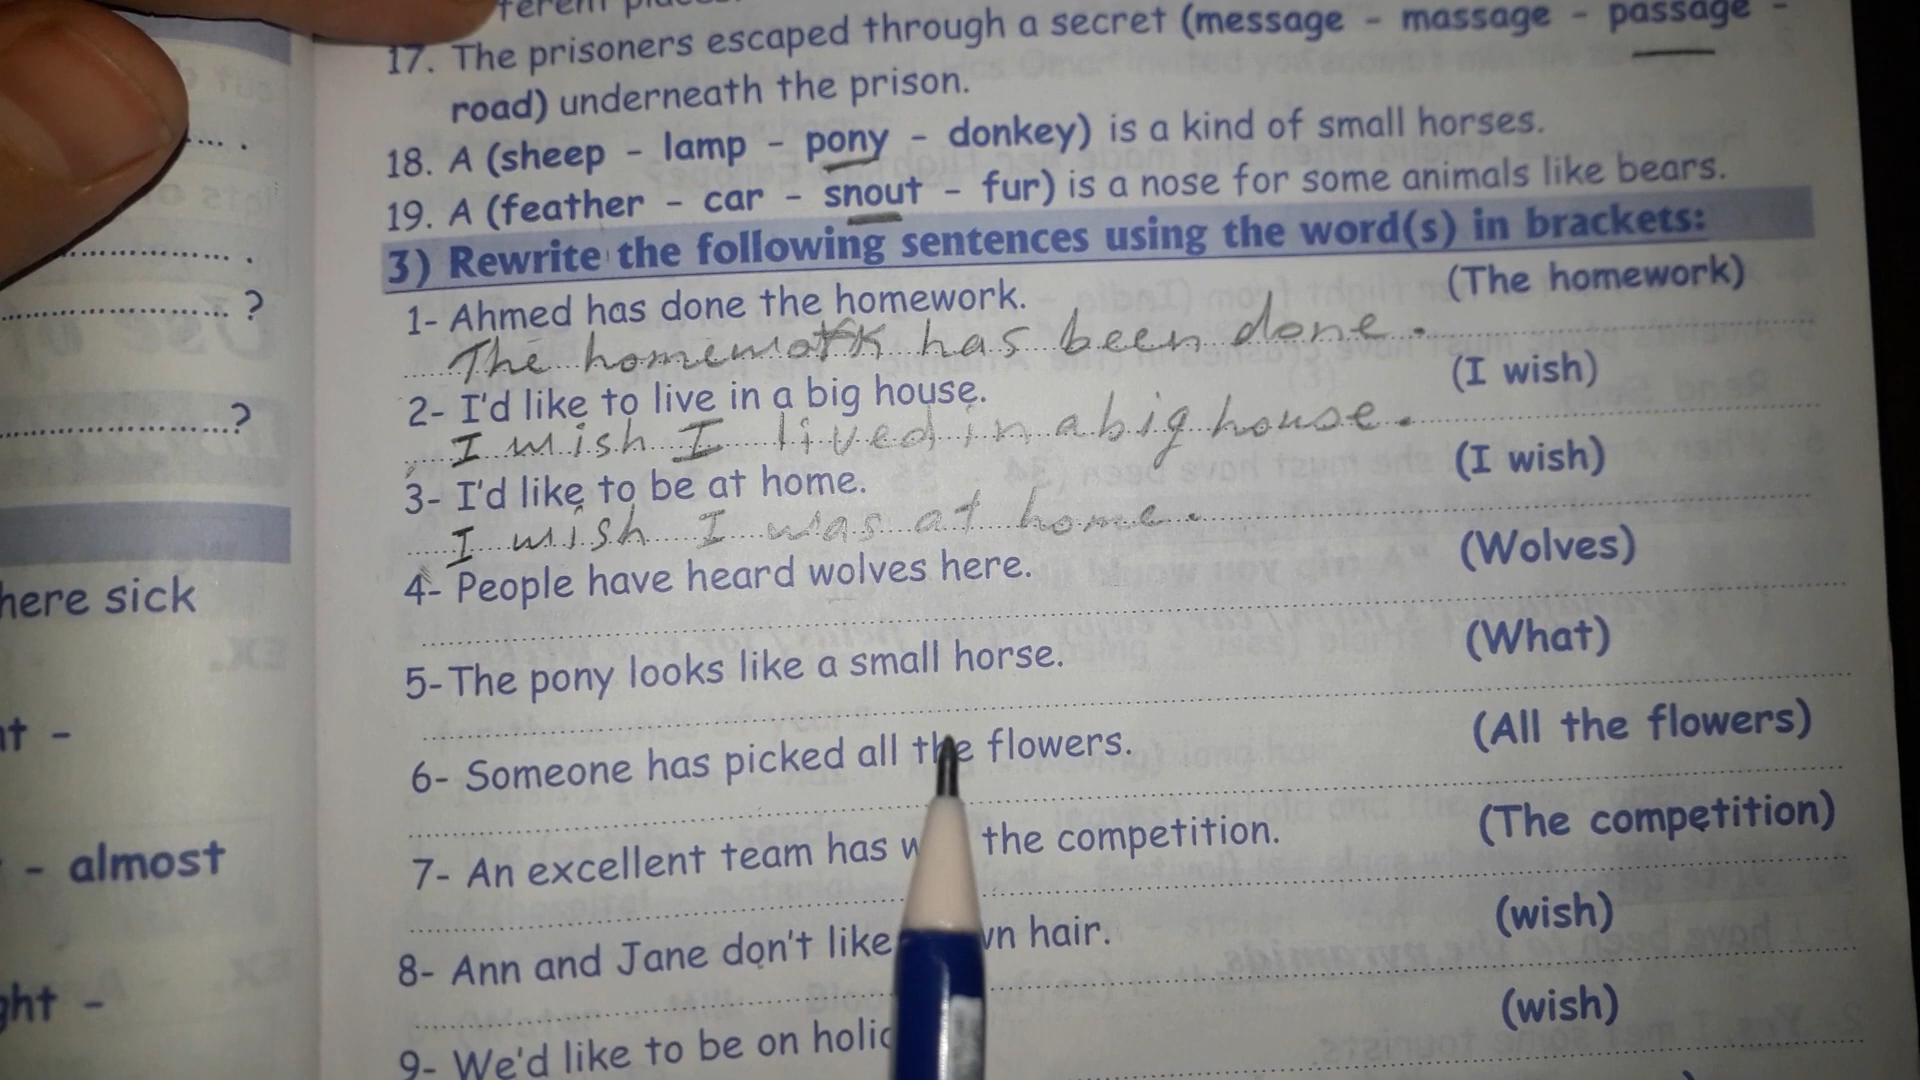 17. The prisoners escaped through a secret (message - massage - passage -
road) underneath the prison.
18. A (sheep - lamp - pony - donkey) is a kind of small horses.
19. A (feather - car - snout - fur) is a nose for some animals like bears.
3) Rewrite the following sentences using the word(s) in brackets:
1- Ahmed has done the homework. (The homework)
The homework has been done.
2- I'd like to live in a big house. (I wish)
I wish I lived in a big house.
3- I'd like to be at home. (I wish)
I wish I was at home.
4- People have heard wolves here. (Wolves)
5- The pony looks like a small horse. (What)
6- Someone has picked all the flowers. (All the flowers)
7- An excellent team has the competition. (The competition)
8- Ann and Jane don't like hair. (wish)
9- We'd like to be on (wish)
?
?
here sick
- almost